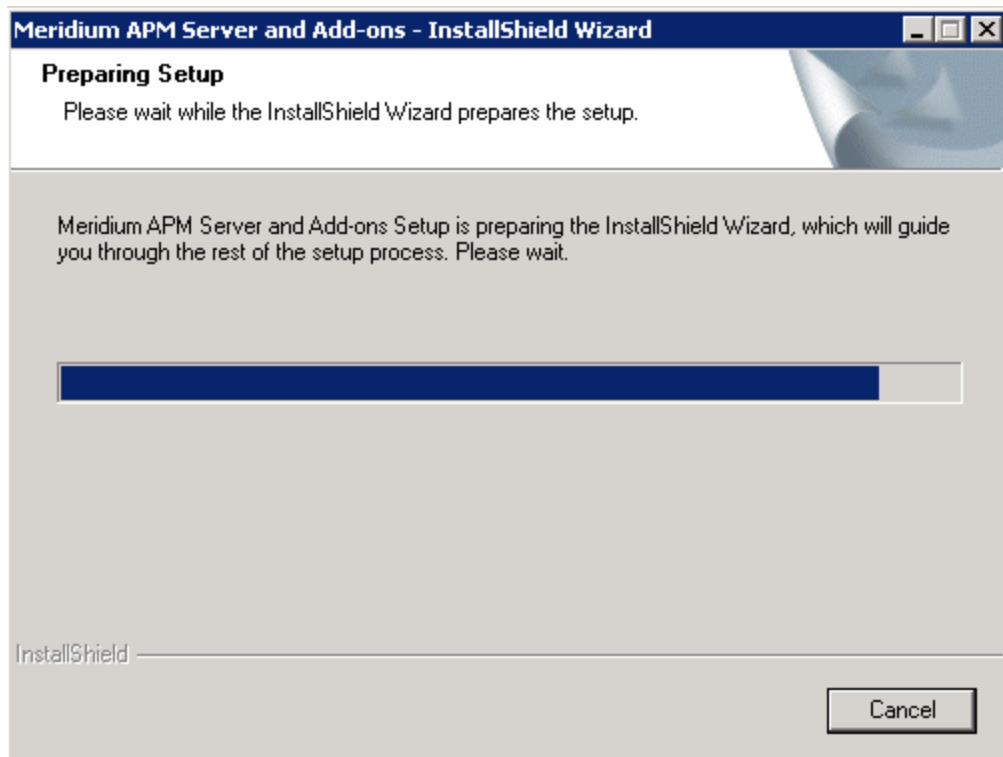 Meridium APM Server and Add-ons - InstallShield Wizard
Preparing Setup
Please wait while the InstallShield Wizard prepares the setup.
Meridium APM Server and Add-ons Setup is preparing the InstallShield Wizard, which will guide
you through the rest of the setup process. Please wait.
InstallShield
Cancel